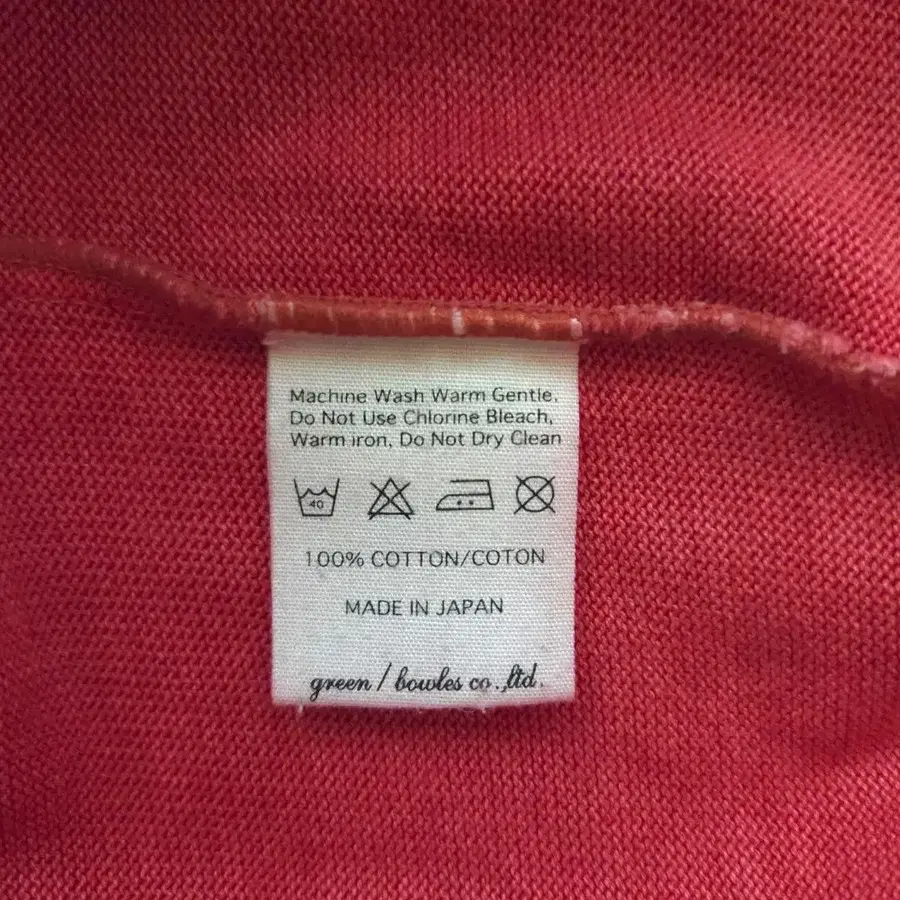 Machine Wash Warm Gentle.
Do Not Use Chlorine Bleach,
Warm iron, Do Not Dry Clean
40
100% COTTON/COTON
MADE IN JAPAN
green / bowles co.,ltd.